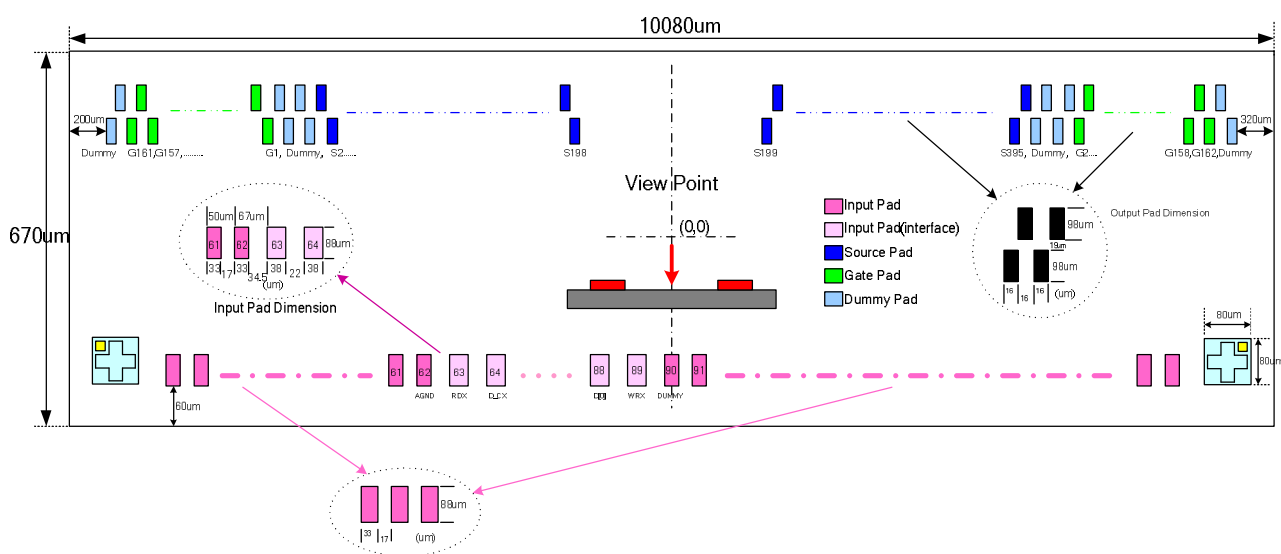 10080um
200um
320um
Dummy G161,G157,........
G1, Dummy, S2.....
S198
S199
S395, Dummy, G2....
G158,G162,Dummy
View Point
(0,0)
670um
50um 67um
61 62 63 64
88um
33 17 33 34.5 38 22 38
(um)
Input Pad Dimension
Input Pad
Input Pad(interface)
Source Pad
Gate Pad
Dummy Pad
Output Pad Dimension
98um
19um
98um
16 16 16 (um)
80um
80um
61 62 63 64 88 89 90 91
AGND RDX D_CX D[0] WRX DUMMY
60um
88um
33 17 (um)